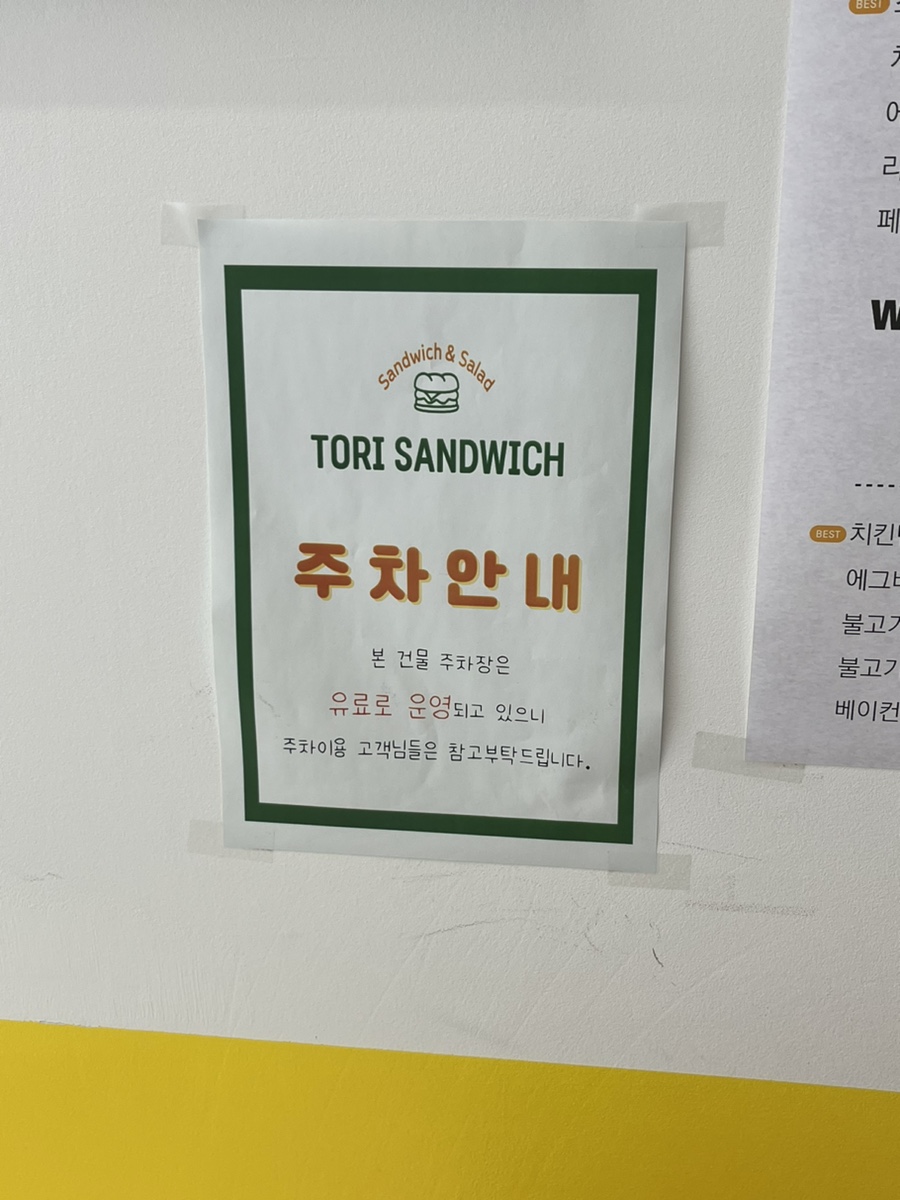 Sandwich & Salad
TORI SANDWICH
주차안내
본 건물 주차장은
유료로 운영되고 있으니
주차이용 고객님들은 참고부탁드립니다.
BEST
페
BEST 치킨
에그
불고기
불고기
베이컨